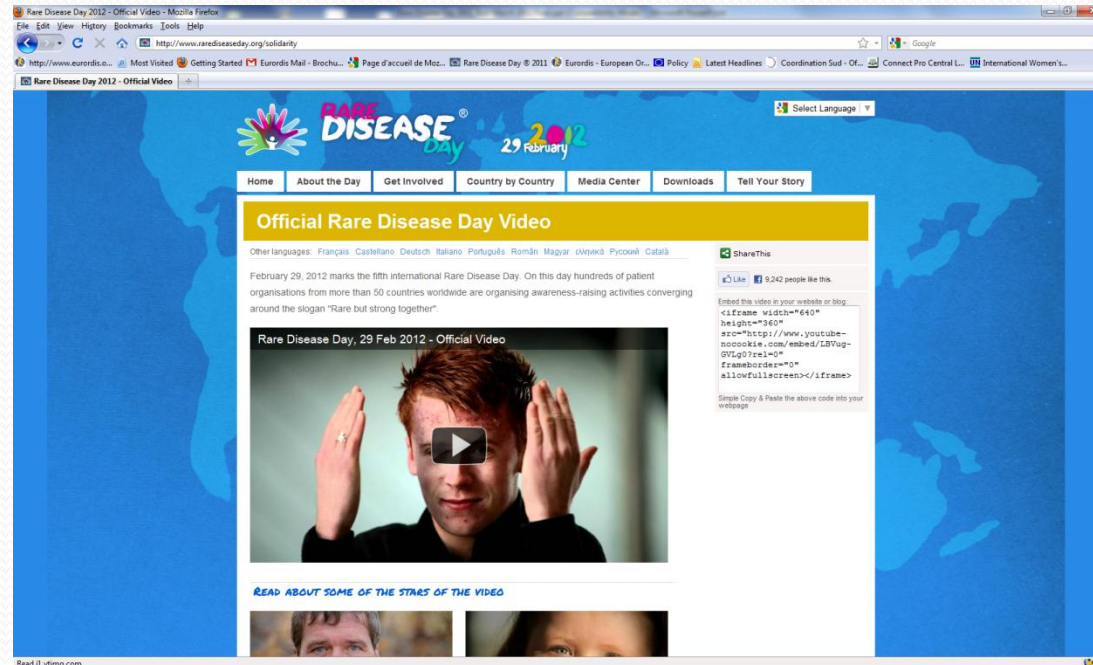 Rare Disease Day 2012 - Official Video - Mozilla Firefox
File Edit View History Bookmarks Tools Help
http://www.rarediseaseday.org/solidarity
Google
http://www.eurordis.o... Most Visited Getting Started Eurordis Mail - Brochu... Page d'accueil de Moz... Rare Disease Day ® 2011 Eurordis - European Or... Policy Latest Headlines Coordination Sud - Of... Connect Pro Central L... International Women's...
Rare Disease Day 2012 - Official Video
Select Language
RARE
DISEASE®
DAY
29 February 2012
Home About the Day Get Involved Country by Country Media Center Downloads Tell Your Story
Official Rare Disease Day Video
Other languages: Français Castellano Deutsch Italiano Português Român Magyar ελληνικά Русский Català
February 29, 2012 marks the fifth international Rare Disease Day. On this day hundreds of patient
organisations from more than 50 countries worldwide are organising awareness-raising activities converging
around the slogan "Rare but strong together".
Rare Disease Day, 29 Feb 2012 - Official Video
READ ABOUT SOME OF THE STARS OF THE VIDEO
ShareThis
Like 9,242 people like this.
Embed this video in your website or blog:
<iframe width="640"
height="360"
src="http://www.youtube-
nocookie.com/embed/LBVug-
GVLg0?rel=0"
frameborder="0"
allowfullscreen></iframe>
Simple Copy & Paste the above code into your
webpage
Read i1.ytimg.com